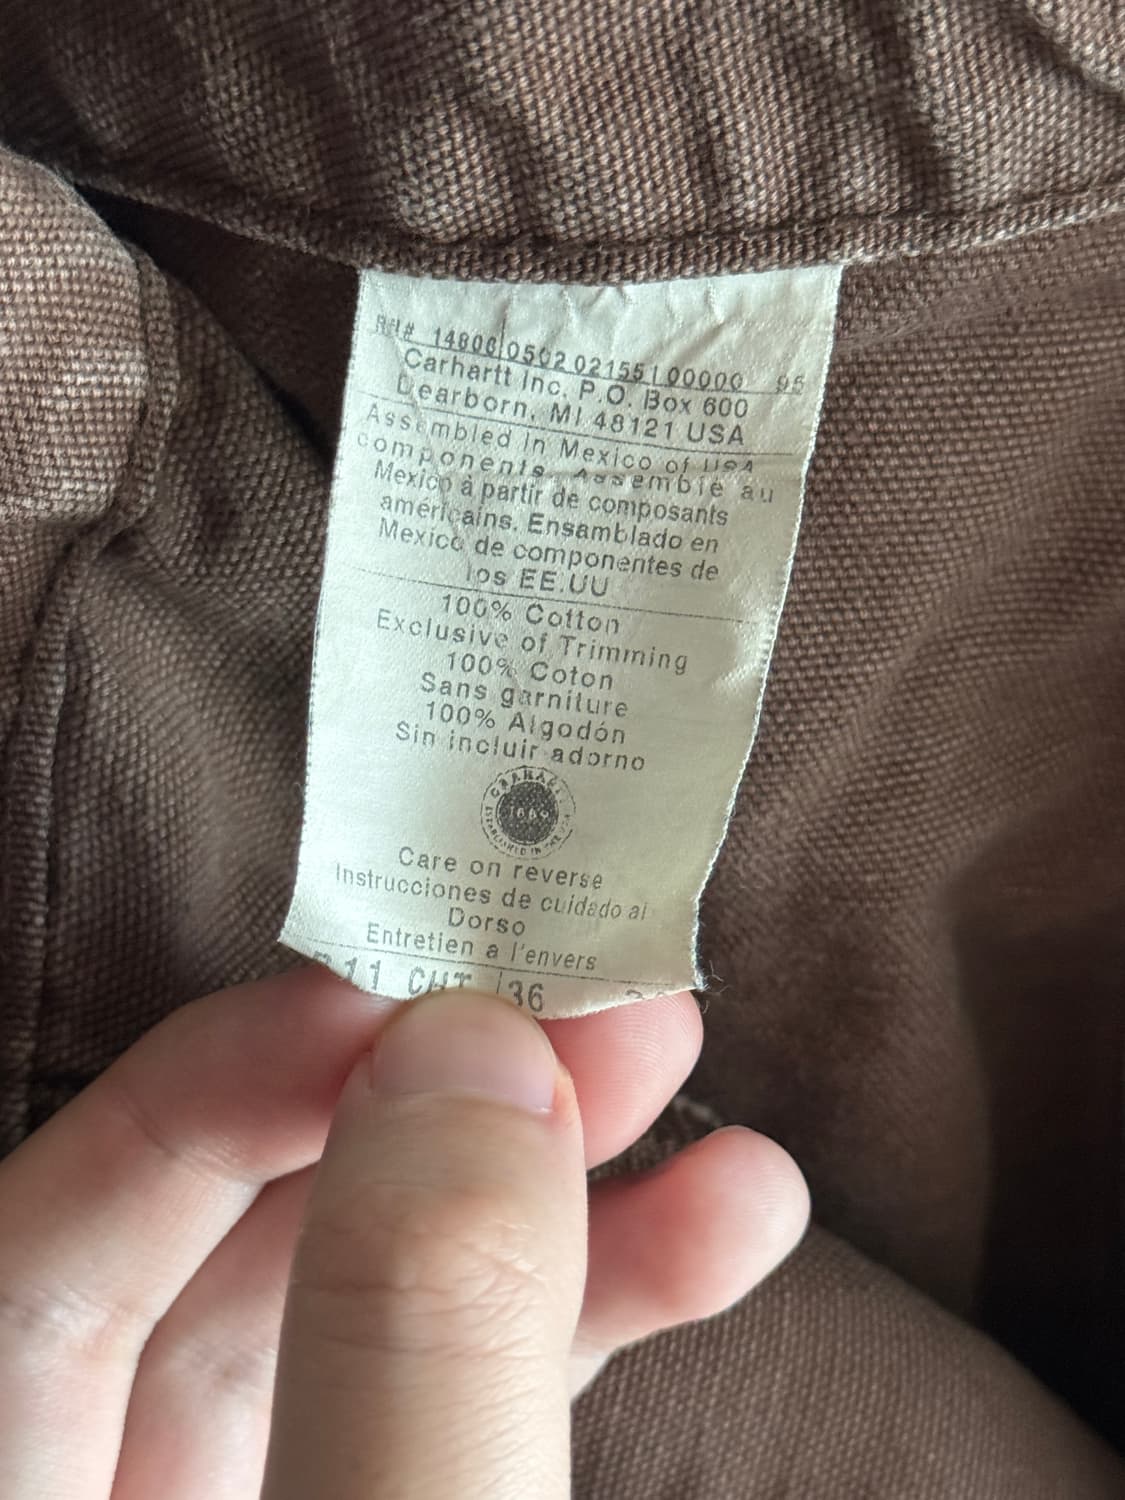 RN# 14806 0502 02155 00000 95
Carhartt Inc. P.O. Box 600
Dearborn, MI 48121 USA
Assembled in Mexico of USA
components. Assemblé au
Mexico à partir de composants
américains. Ensamblado en
Mexico de componentes de
los EE.UU
100% Cotton
Exclusive of Trimming
100% Coton
Sans garniture
100% Algodón
Sin incluir adorno
1889
Care on reverse
Instrucciones de cuidado al
Dorso
Entretien a l'envers
CHT 36